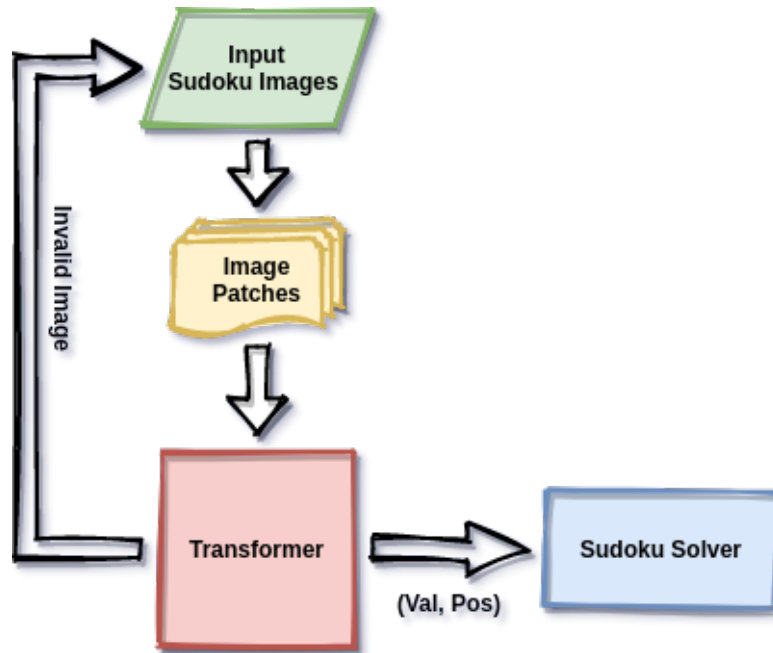 Input
Sudoku Images
Invalid Image
Image
Patches
Transformer
Sudoku Solver
(Val, Pos)